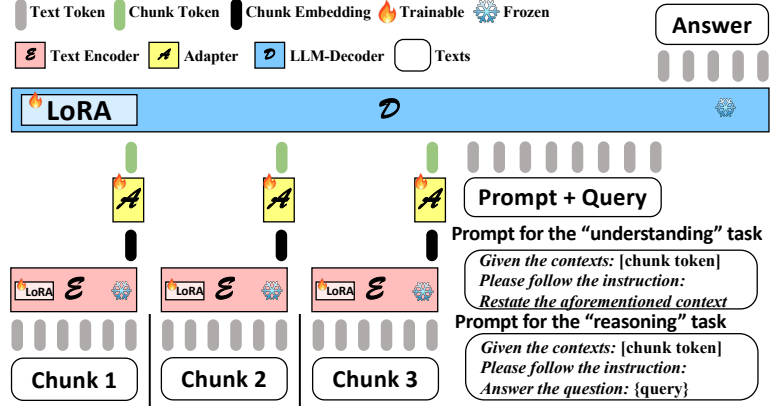 Text Token Chunk Token Chunk Embedding Trainable Frozen
E Text Encoder A Adapter D LLM-Decoder Texts
Answer
LoRA D
A A A
Prompt + Query
Prompt for the “understanding” task
Given the contexts: [chunk token]
Please follow the instruction:
Restate the aforementioned context
LoRA E LoRA E LoRA E
Prompt for the “reasoning” task
Given the contexts: [chunk token]
Please follow the instruction:
Answer the question: {query}
Chunk 1 Chunk 2 Chunk 3